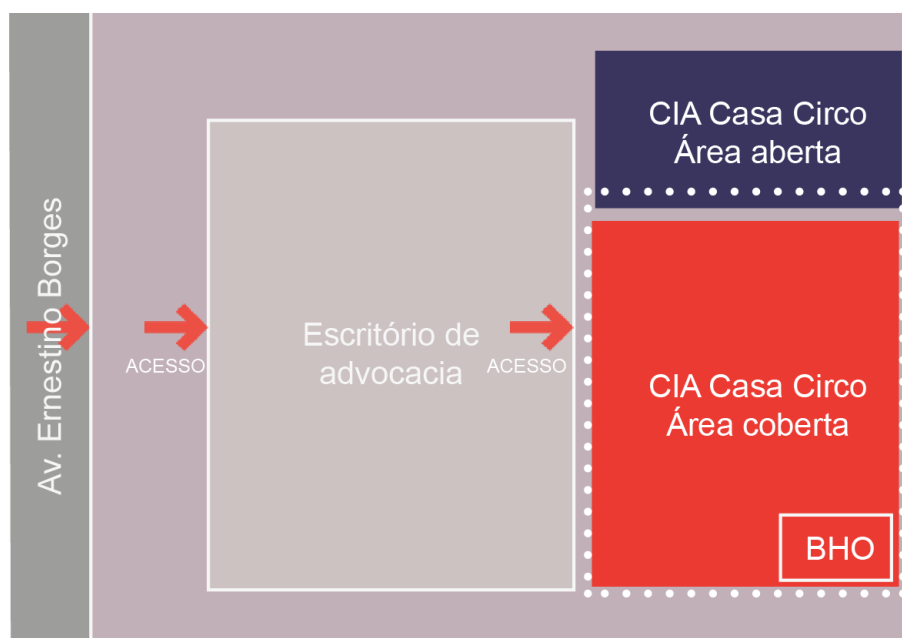 Av. Ernestino Borges
ACESSO
Escritório de
advocacia
ACESSO
CIA Casa Circo
Área aberta
CIA Casa Circo
Área coberta
BHO